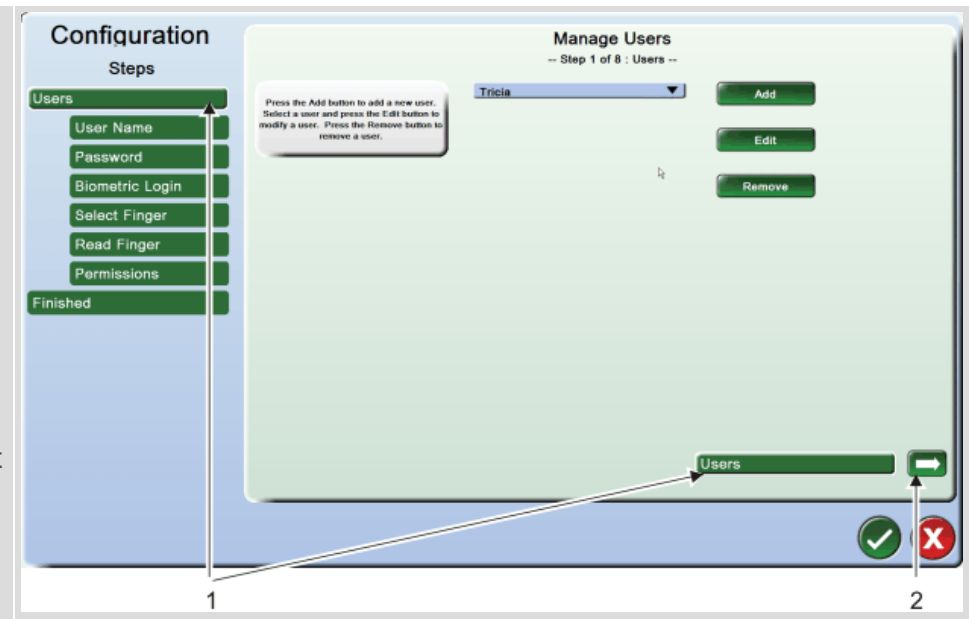 Configuration
Steps
Users
User Name
Password
Biometric Login
Select Finger
Read Finger
Permissions
Finished
Manage Users
-- Step 1 of 8 : Users --
Press the Add button to add a new user.
Select a user and press the Edit button to
modify a user. Press the Remove button to
remove a user.
Tricia
Add
Edit
Remove
Users
X
1
2